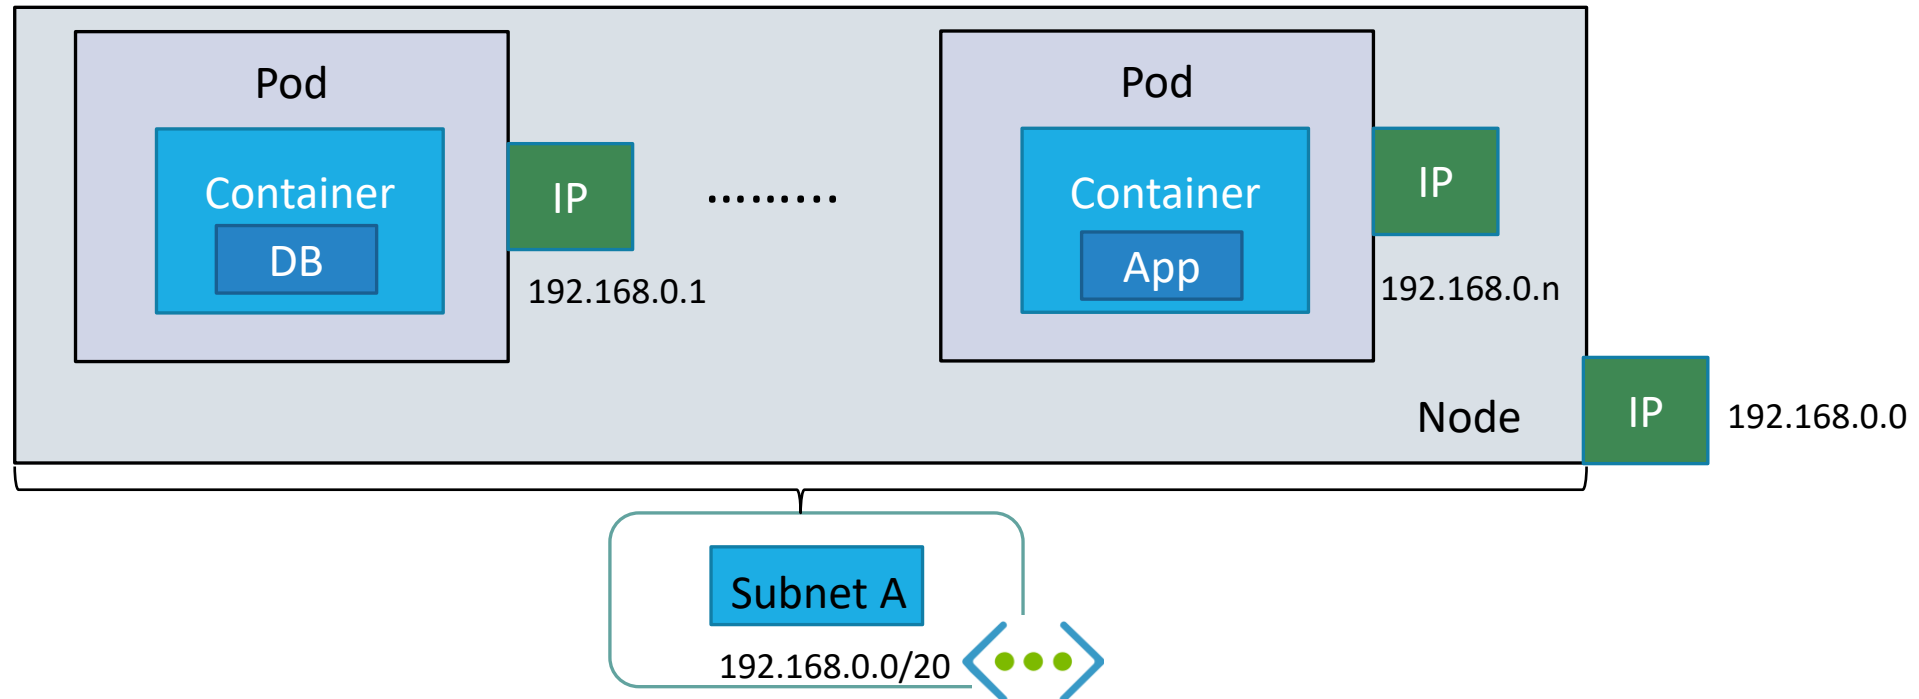 Pod
Container
DB
IP
192.168.0.1
.........
Pod
Container
App
IP
192.168.0.n
Node
IP
192.168.0.0
Subnet A
192.168.0.0/20